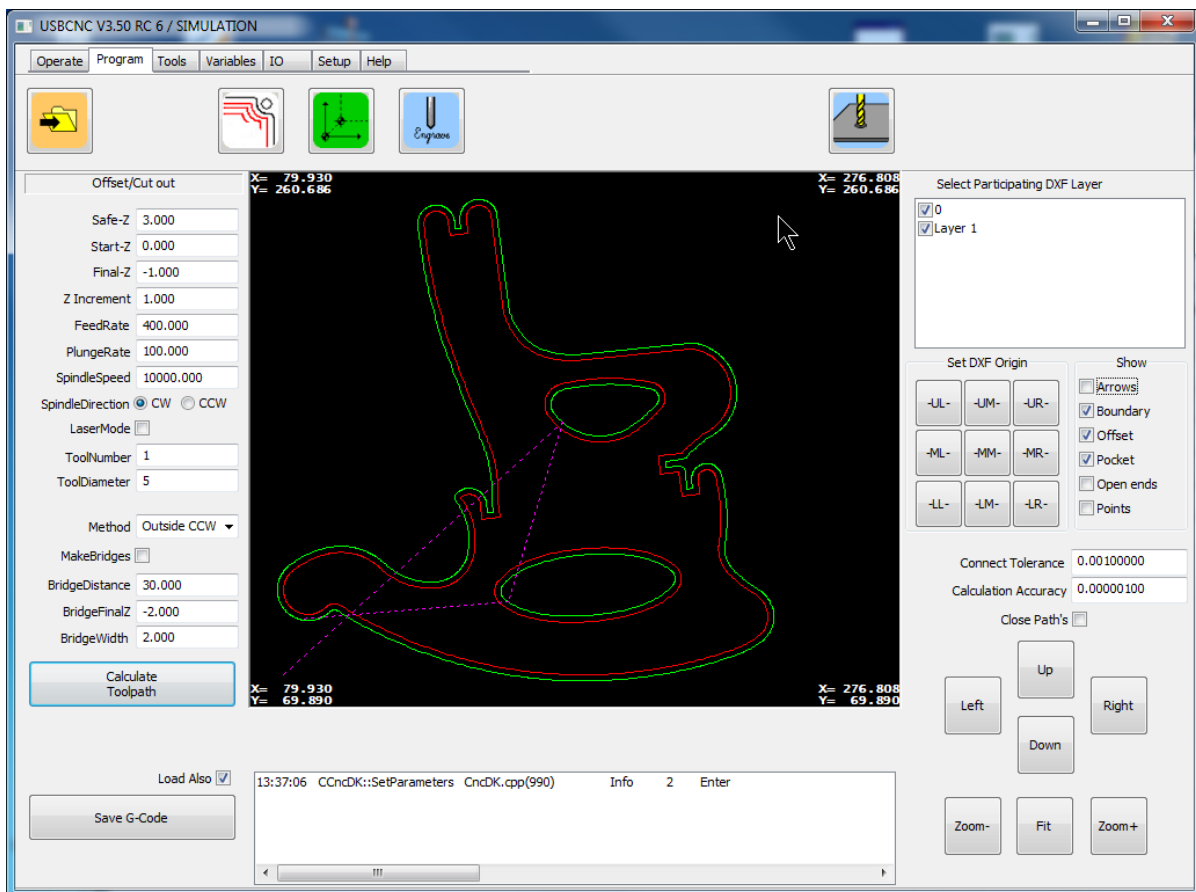 USBCNC V3.50 RC 6 / SIMULATION
Operate Program Tools Variables IO Setup Help
Engrave
Offset/Cut out
Safe-Z 3.000
Start-Z 0.000
Final-Z -1.000
Z Increment 1.000
FeedRate 400.000
PlungeRate 100.000
SpindleSpeed 10000.000
SpindleDirection CW CCW
LaserMode
ToolNumber 1
ToolDiameter 5
Method Outside CCW
MakeBridges
BridgeDistance 30.000
BridgeFinalZ -2.000
BridgeWidth 2.000
Calculate
Toolpath
Load Also
Save G-Code
X= 79.930
Y= 260.686
X= 276.808
Y= 260.686
X= 79.930
Y= 69.890
X= 276.808
Y= 69.890
13:37:06 CCncDK::SetParameters CncDK.cpp(990) Info 2 Enter
Select Participating DXF Layer
0
Layer 1
Set DXF Origin
-UL- -UM- -UR-
-ML- -MM- -MR-
-LL- -LM- -LR-
Show
Arrows
Boundary
Offset
Pocket
Open ends
Points
Connect Tolerance 0.00100000
Calculation Accuracy 0.00000100
Close Path's
Up
Left Right
Down
Zoom- Fit Zoom+